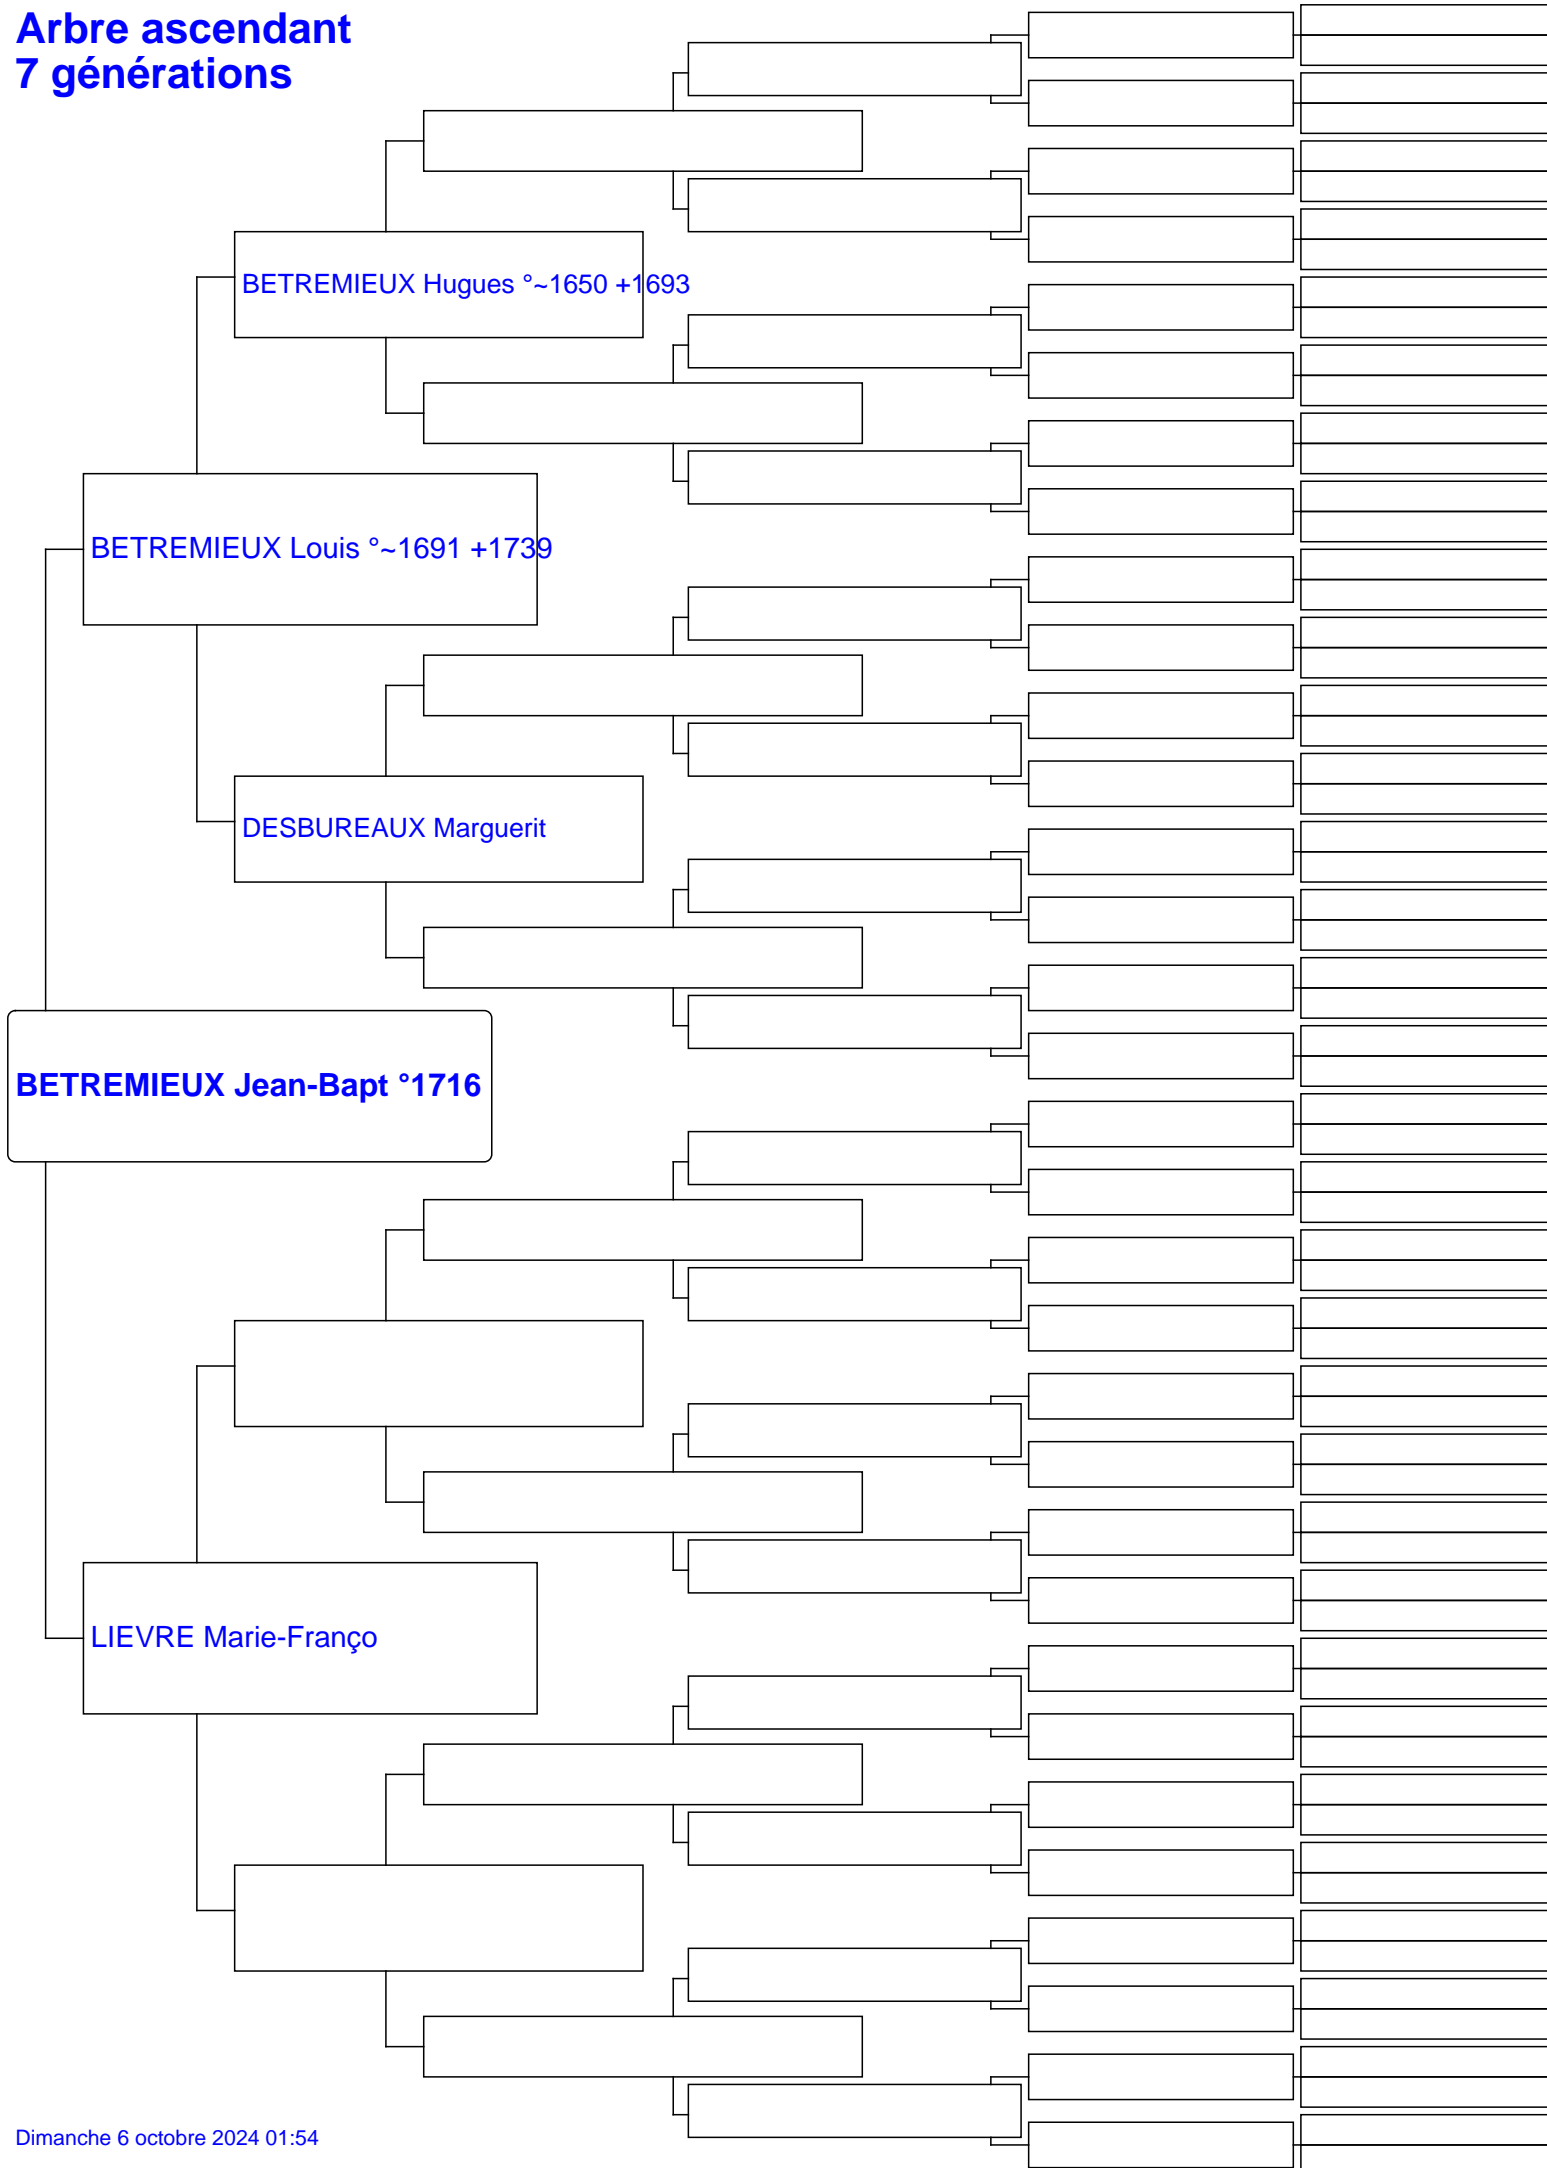 Arbre ascendant
7 générations
BETREMIEUX Hugues °~1650 +1693
BETREMIEUX Louis °~1691 +1739
DESBUREAUX Marguerit
BETREMIEUX Jean-Bapt °1716
LIEVRE Marie-Franço
Dimanche 6 octobre 2024 01:54